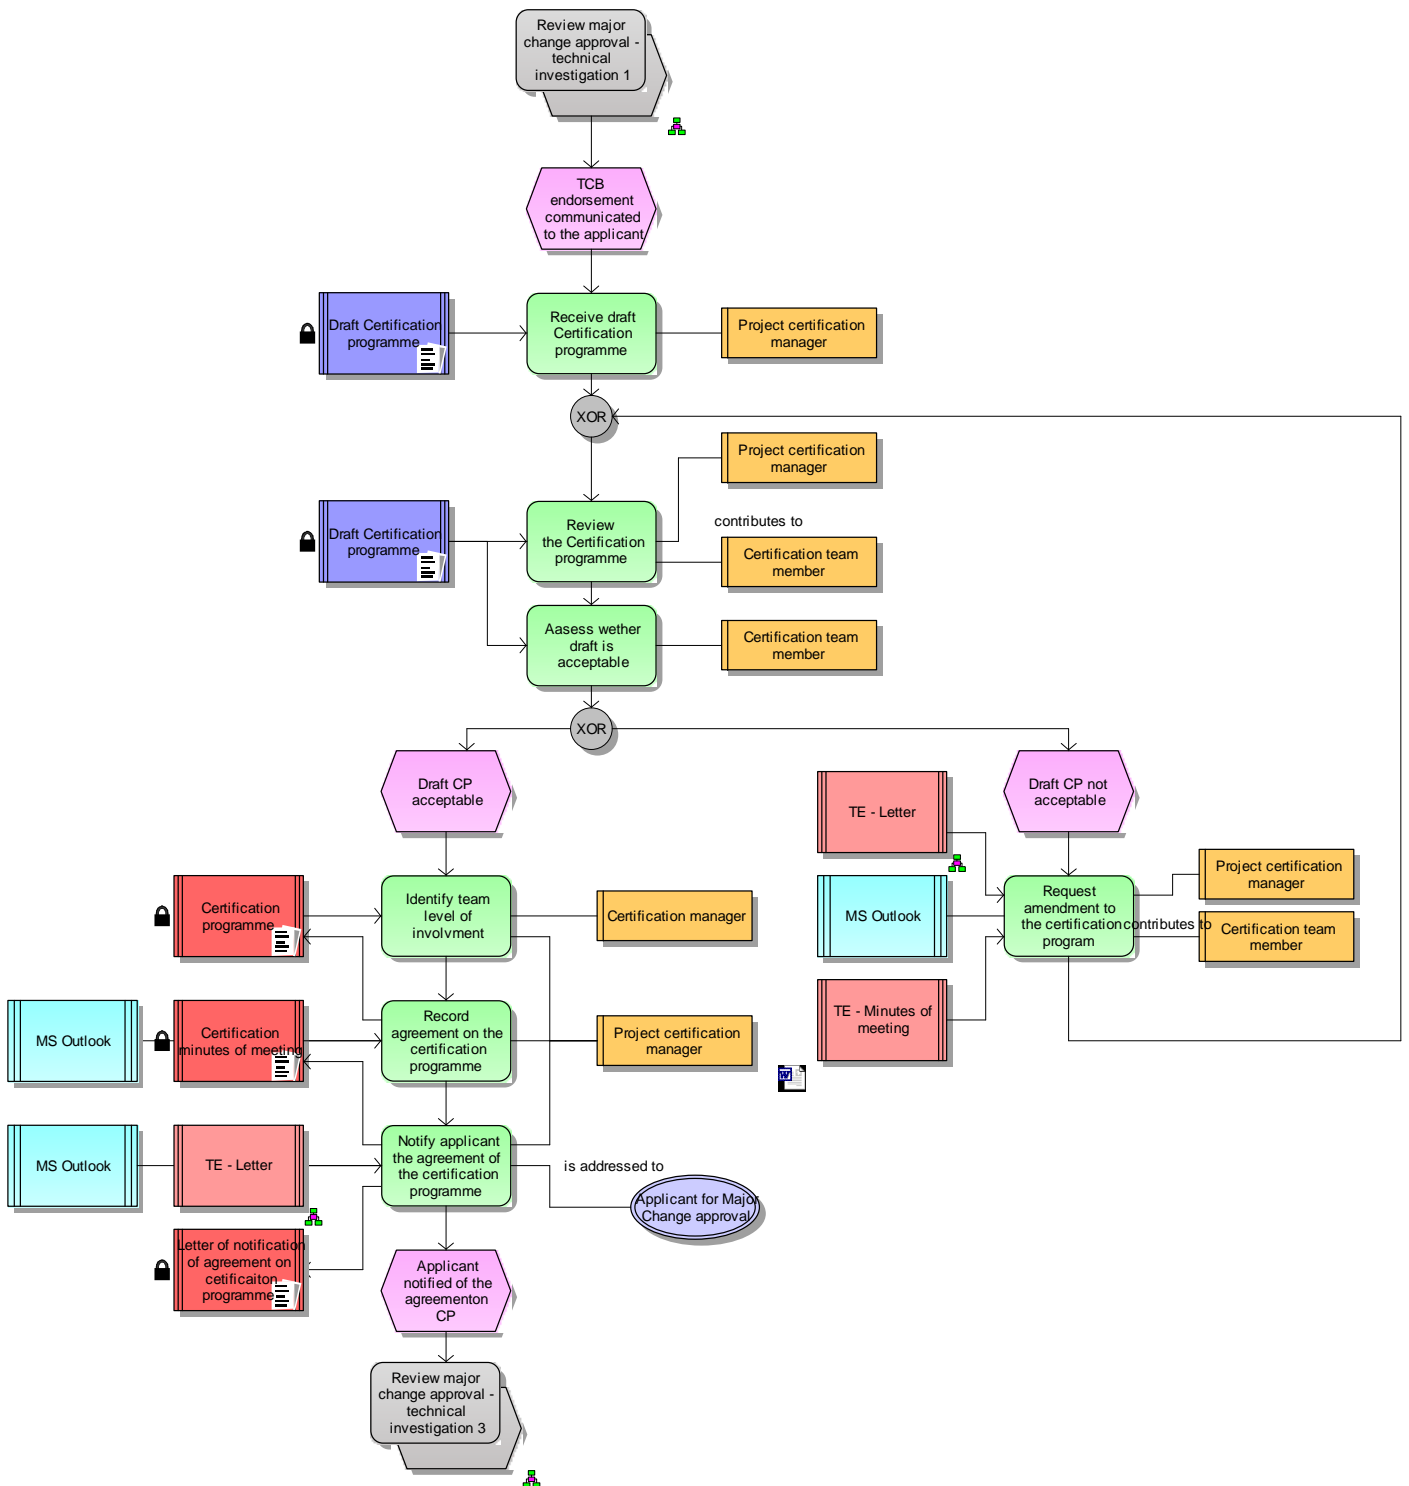 Review major
change approval -
technical
investigation 1
TCB
endorsement
communicated
to the applicant
Draft Certification
programme
Receive draft
Certification
programme
Project certification
manager
XOR
Project certification
manager
Draft Certification
programme
Review
the Certification
programme
contributes to
Certification team
member
Aasess wether
draft is
acceptable
Certification team
member
XOR
Draft CP
acceptable
Draft CP not
acceptable
TE - Letter
Project certification
manager
Certification
programme
Identify team
level of
involvment
Certification manager
MS Outlook
Request
amendment to
the certification
program
contributes to
Certification team
member
MS Outlook
Certification
minutes of meeting
Record
agreement on the
certification
programme
Project certification
manager
TE - Minutes of
meeting
W
MS Outlook
TE - Letter
Notify applicant
the agreement of
the certification
programme
is addressed to
Applicant for Major
Change approval
Letter of notification
of agreement on
cetificaiton
programme
Applicant
notified of the
agreementon
CP
Review major
change approval -
technical
investigation 3